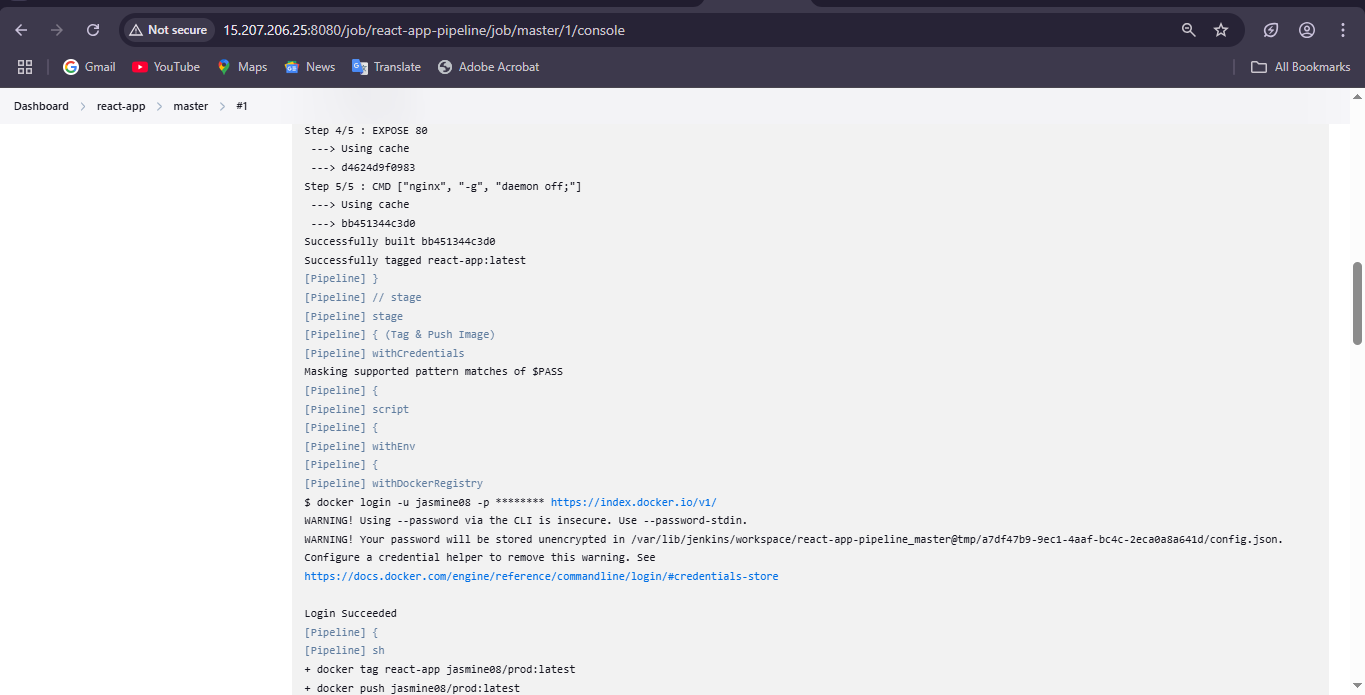 Not secure 15.207.206.25:8080/job/react-app-pipeline/job/master/1/console
Gmail YouTube Maps News Translate Adobe Acrobat All Bookmarks
Dashboard > react-app > master > #1
Step 4/5 : EXPOSE 80
---> Using cache
---> d4624d9f0983
Step 5/5 : CMD ["nginx", "-g", "daemon off;"]
---> Using cache
---> bb451344c3d0
Successfully built bb451344c3d0
Successfully tagged react-app:latest
[Pipeline] }
[Pipeline] // stage
[Pipeline] stage
[Pipeline] { (Tag & Push Image)
[Pipeline] withCredentials
Masking supported pattern matches of $PASS
[Pipeline] {
[Pipeline] script
[Pipeline] {
[Pipeline] withEnv
[Pipeline] {
[Pipeline] withDockerRegistry
$ docker login -u jasmine08 -p ******** https://index.docker.io/v1/
WARNING! Using --password via the CLI is insecure. Use --password-stdin.
WARNING! Your password will be stored unencrypted in /var/lib/jenkins/workspace/react-app-pipeline_master@tmp/a7df47b9-9ec1-4aaf-bc4c-2eca0a8a641d/config.json.
Configure a credential helper to remove this warning. See
https://docs.docker.com/engine/reference/commandline/login/#credentials-store
Login Succeeded
[Pipeline] {
[Pipeline] sh
+ docker tag react-app jasmine08/prod:latest
+ docker push jasmine08/prod:latest